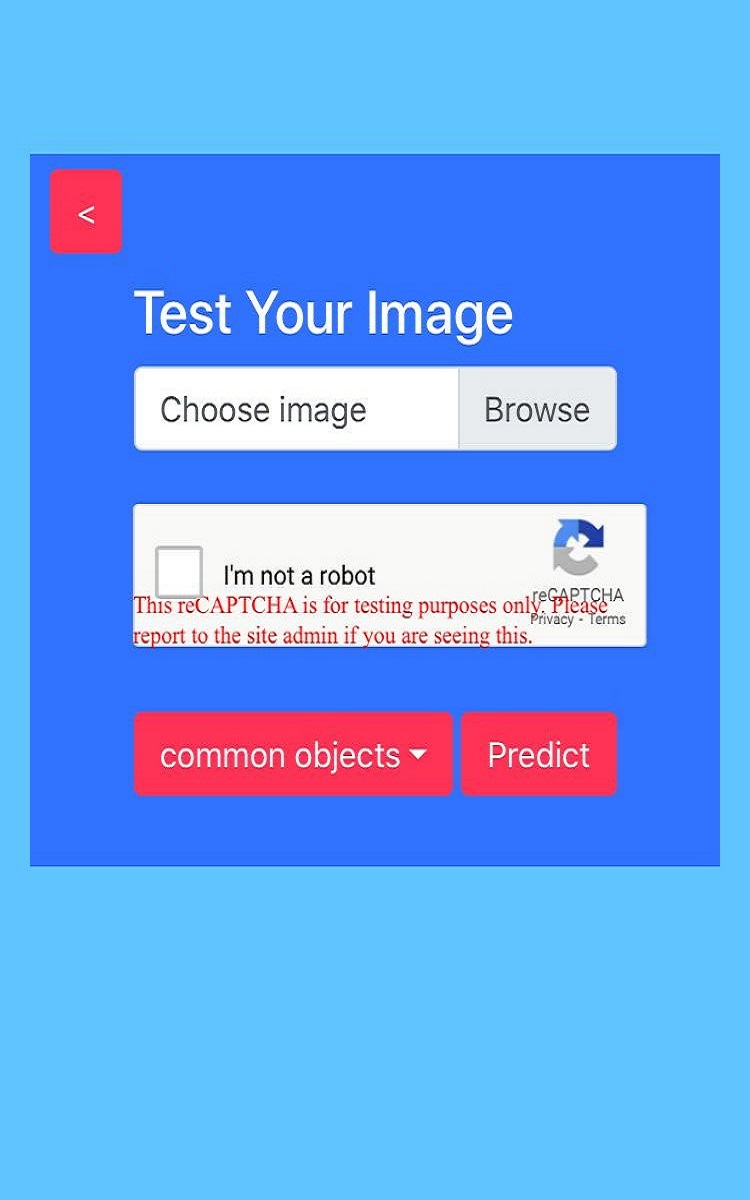 <
Test Your Image
Choose image Browse
I'm not a robot
reCAPTCHA
Privacy - Terms
This reCAPTCHA is for testing purposes only. Please
report to the site admin if you are seeing this.
common objects Predict